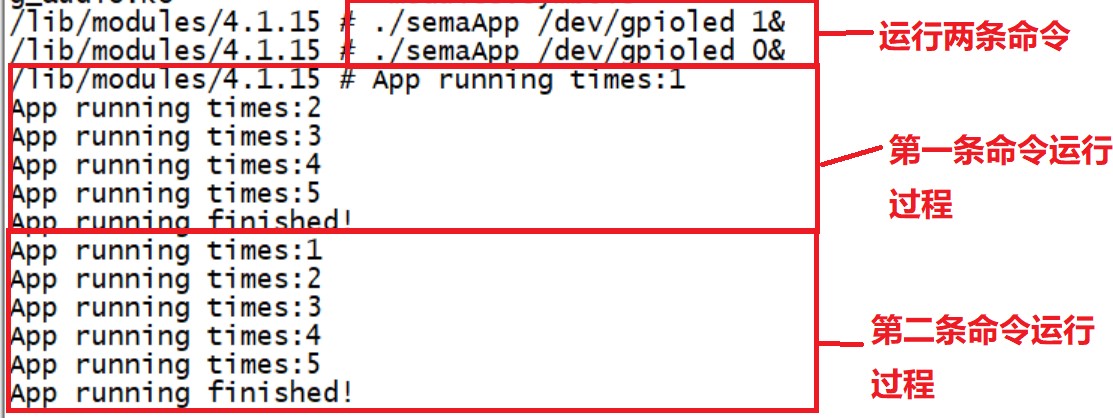 /lib/modules/4.1.15 # ./semaApp /dev/gpioled 1&
/lib/modules/4.1.15 # ./semaApp /dev/gpioled 0&
运行两条命令
/lib/modules/4.1.15 # App running times:1
App running times:2
App running times:3
App running times:4
App running times:5
App running finished!
第一条命令运行
过程
App running times:1
App running times:2
App running times:3
App running times:4
App running times:5
App running finished!
第二条命令运行
过程